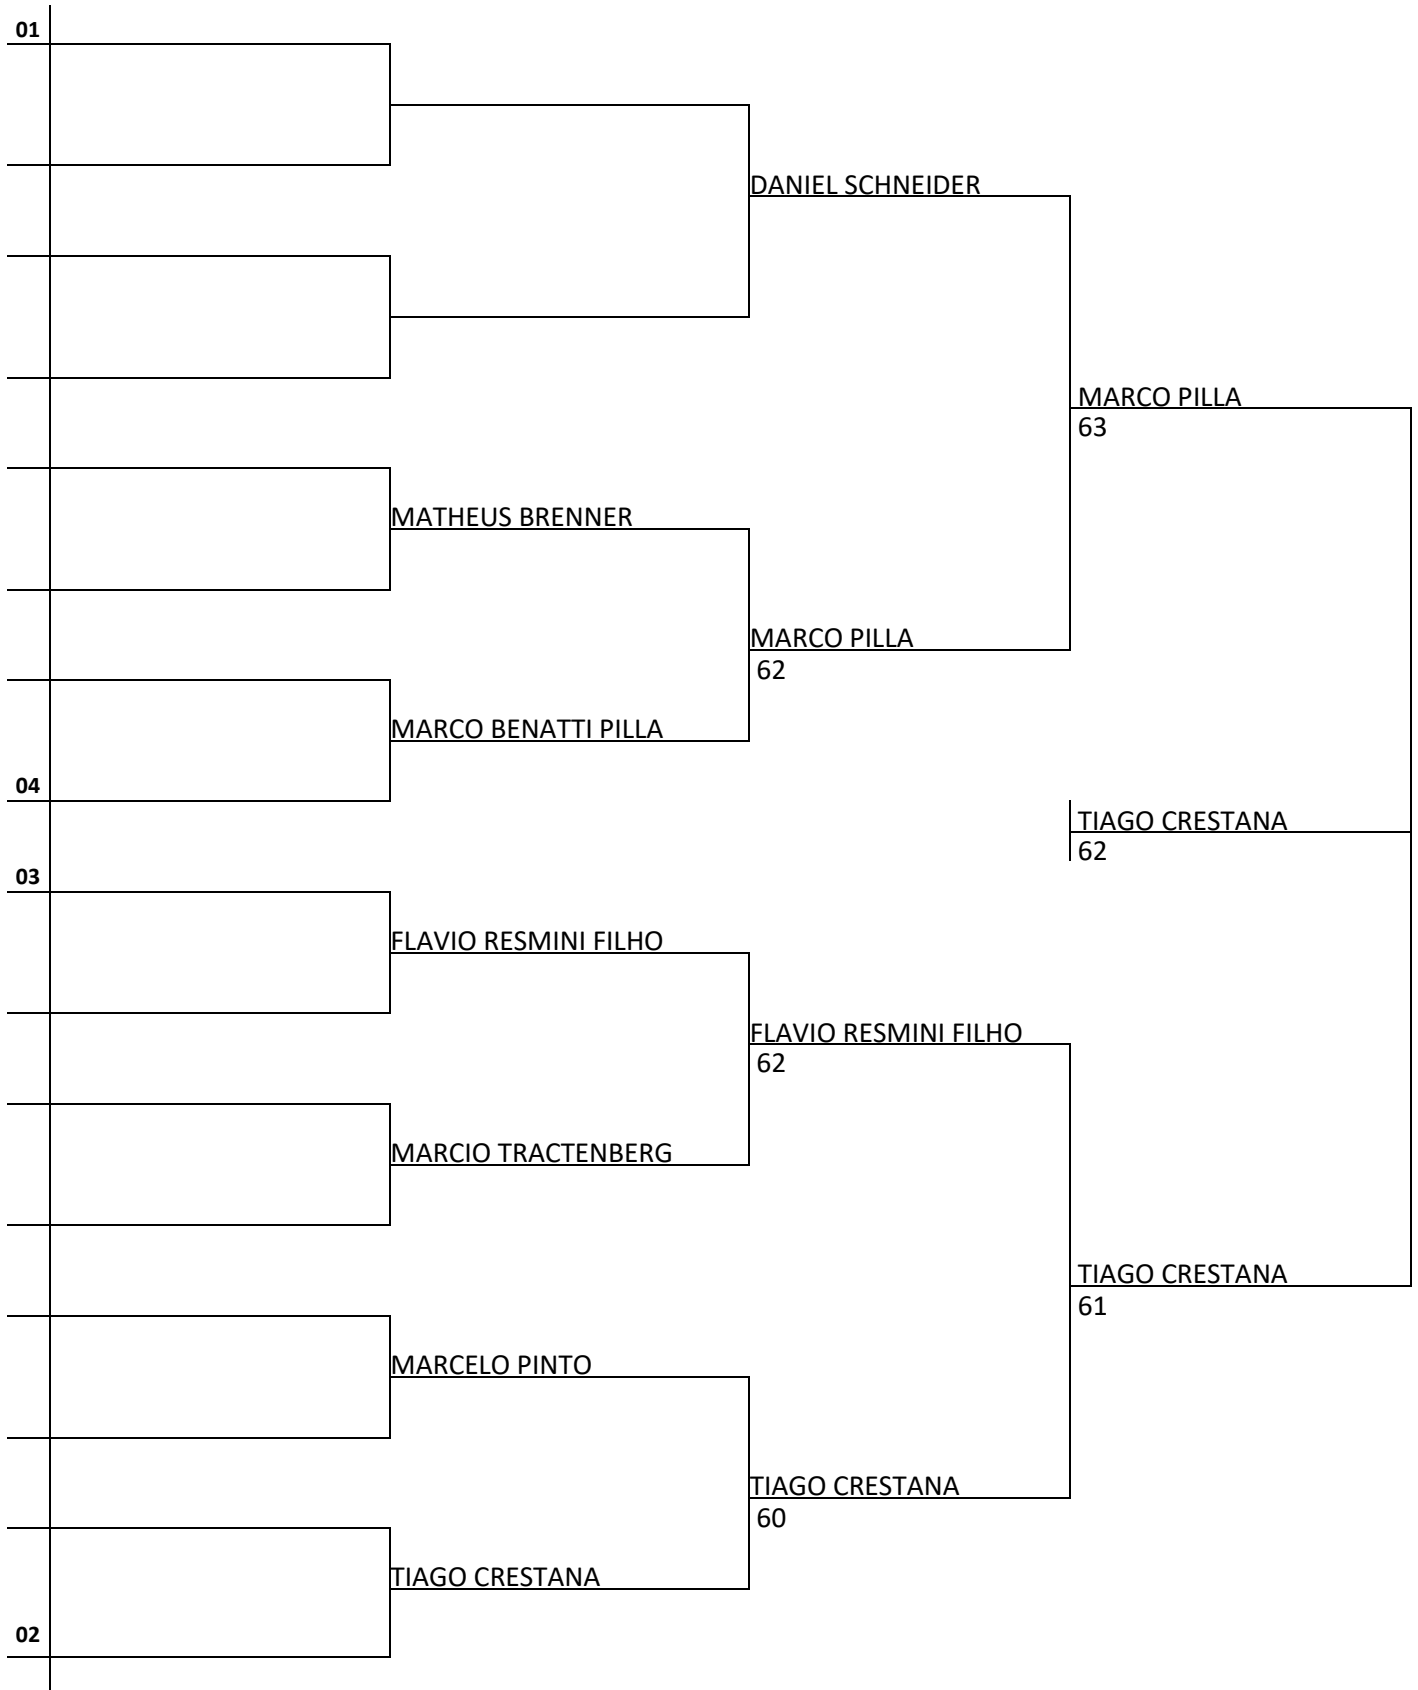 01
DANIEL SCHNEIDER
MARCO PILLA
63
MATHEUS BRENNER
MARCO PILLA
62
MARCO BENATTI PILLA
04
TIAGO CRESTANA
62
03
FLAVIO RESMINI FILHO
FLAVIO RESMINI FILHO
62
MARCIO TRACTENBERG
TIAGO CRESTANA
61
MARCELO PINTO
TIAGO CRESTANA
60
TIAGO CRESTANA
02